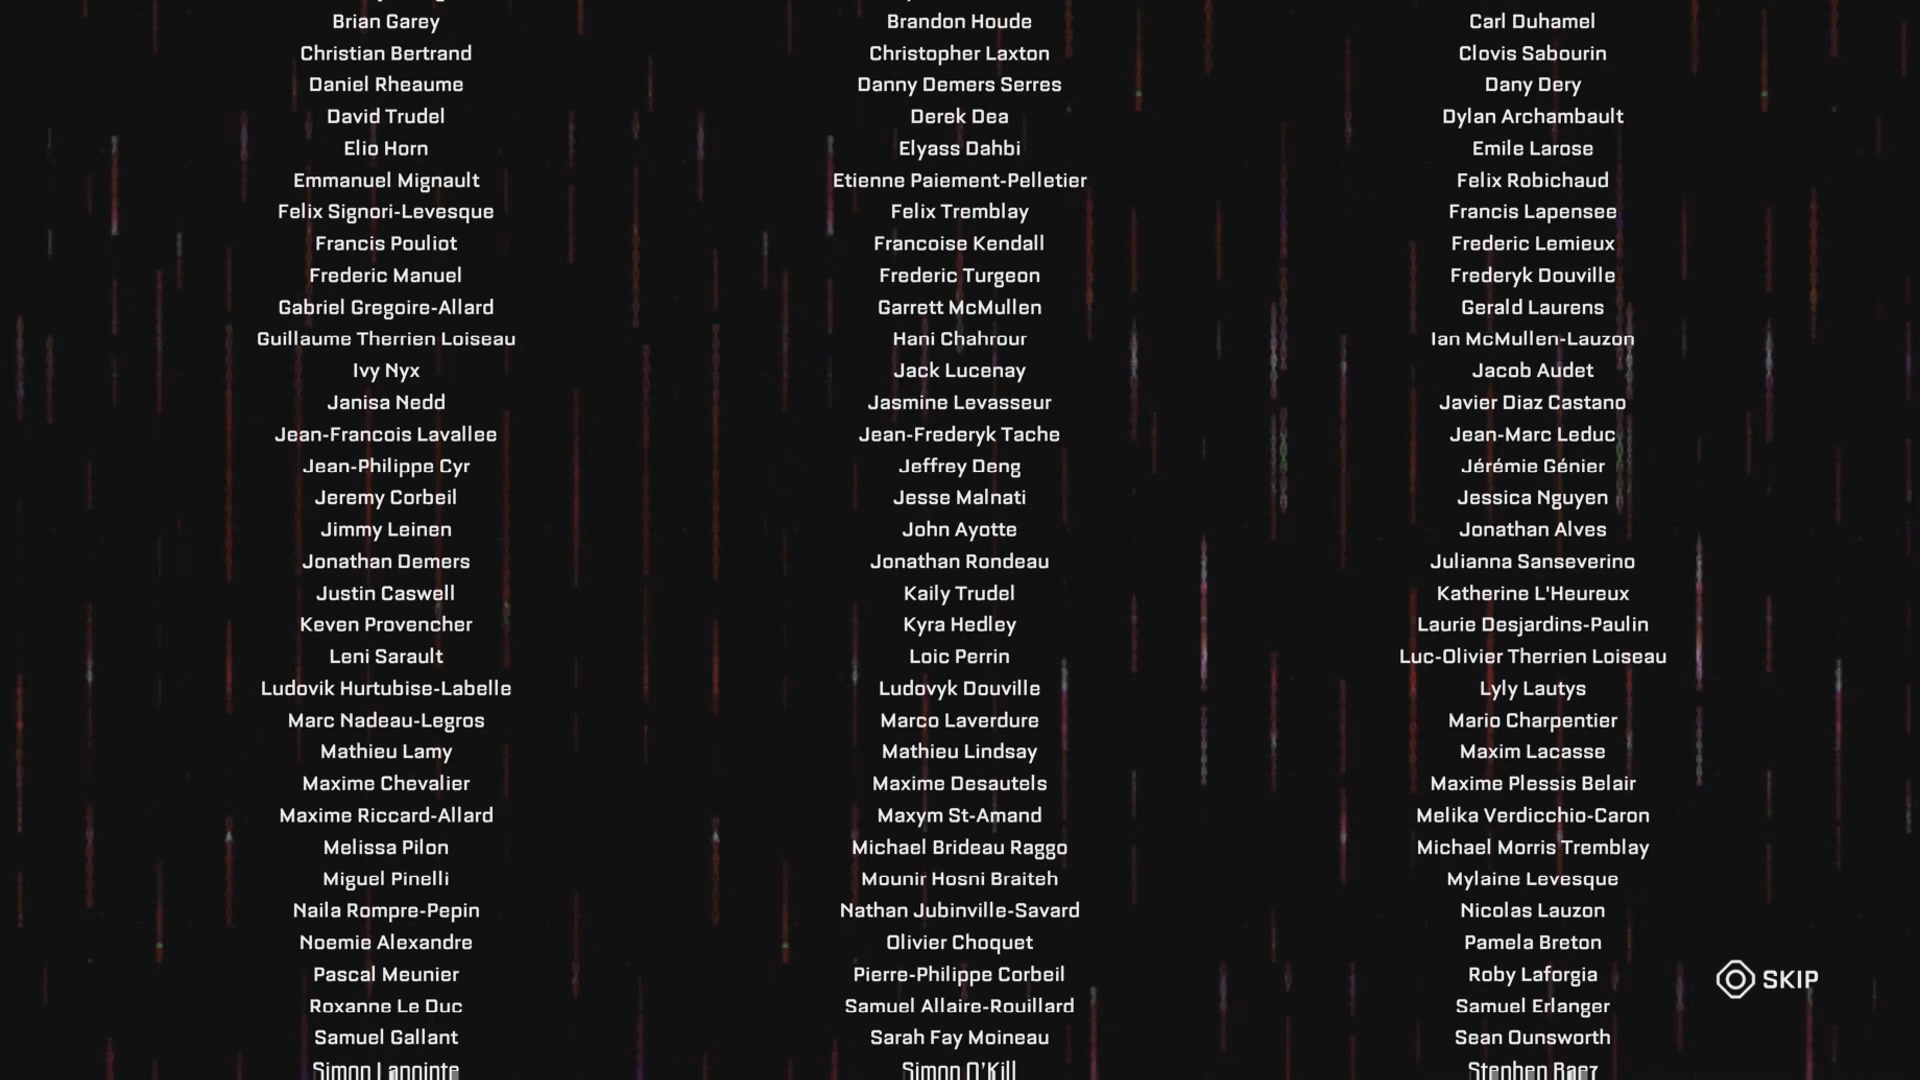 Brian Garey Brandon Houde Carl Duhamel
Christian Bertrand Christopher Laxton Clovis Sabourin
Daniel Rheaume Danny Demers Serres Dany Dery
David Trudel Derek Dea Dylan Archambault
Elio Horn Elyass Dahbi Emile Larose
Emmanuel Mignault Etienne Paiement-Pelletier Felix Robichaud
Felix Signori-Levesque Felix Tremblay Francis Lapensee
Francis Pouliot Francoise Kendall Frederic Lemieux
Frederic Manuel Frederic Turgeon Frederyk Douville
Gabriel Gregoire-Allard Garrett McMullen Gerald Laurens
Guillaume Therrien Loiseau Hani Chahrour Ian McMullen-Lauzon
Ivy Nyx Jack Lucenay Jacob Audet
Janisa Nedd Jasmine Levasseur Javier Diaz Castano
Jean-Francois Lavallee Jean-Frederyk Tache Jean-Marc Leduc
Jean-Philippe Cyr Jeffrey Deng Jérémie Génier
Jeremy Corbeil Jesse Malnati Jessica Nguyen
Jimmy Leinen John Ayotte Jonathan Alves
Jonathan Demers Jonathan Rondeau Julianna Sanseverino
Justin Caswell Kaily Trudel Katherine L'Heureux
Keven Provencher Kyra Hedley Laurie Desjardins-Paulin
Leni Sarault Loic Perrin Luc-Olivier Therrien Loiseau
Ludovik Hurtubise-Labelle Ludovyk Douville Lyly Lautys
Marc Nadeau-Legros Marco Laverdure Mario Charpentier
Mathieu Lamy Mathieu Lindsay Maxim Lacasse
Maxime Chevalier Maxime Desautels Maxime Plessis Belair
Maxime Riccard-Allard Maxym St-Amand Melika Verdicchio-Caron
Melissa Pilon Michael Brideau Raggo Michael Morris Tremblay
Miguel Pinelli Mounir Hosni Braiteh Mylaine Levesque
Naila Rompre-Pepin Nathan Jubinville-Savard Nicolas Lauzon
Noemie Alexandre Olivier Choquet Pamela Breton
Pascal Meunier Pierre-Philippe Corbeil Roby Laforgia
SKIP
Roxanne Le Duc Samuel Allaire-Rouillard Samuel Erlanger
Samuel Gallant Sarah Fay Moineau Sean Ounsworth
Simon Lapointe Simon O'Kill Stephen Baez